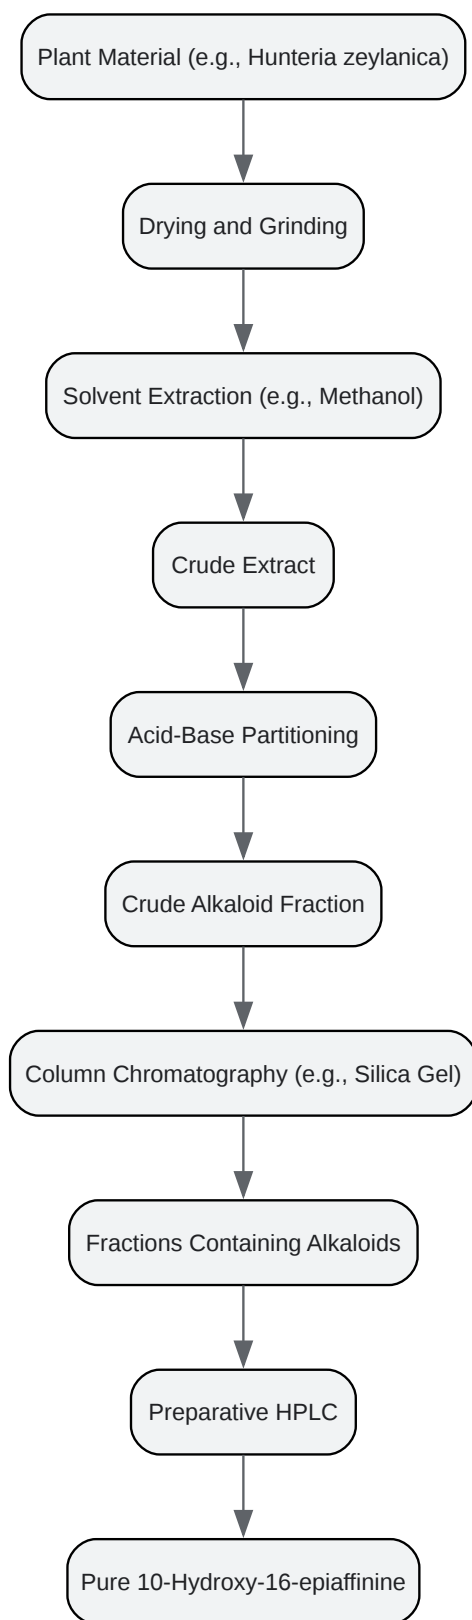 Plant Material (e.g., Hunteria zeylanica)
Drying and Grinding
Solvent Extraction (e.g., Methanol)
Crude Extract
Acid-Base Partitioning
Crude Alkaloid Fraction
Column Chromatography (e.g., Silica Gel)
Fractions Containing Alkaloids
Preparative HPLC
Pure 10-Hydroxy-16-epiaffinine